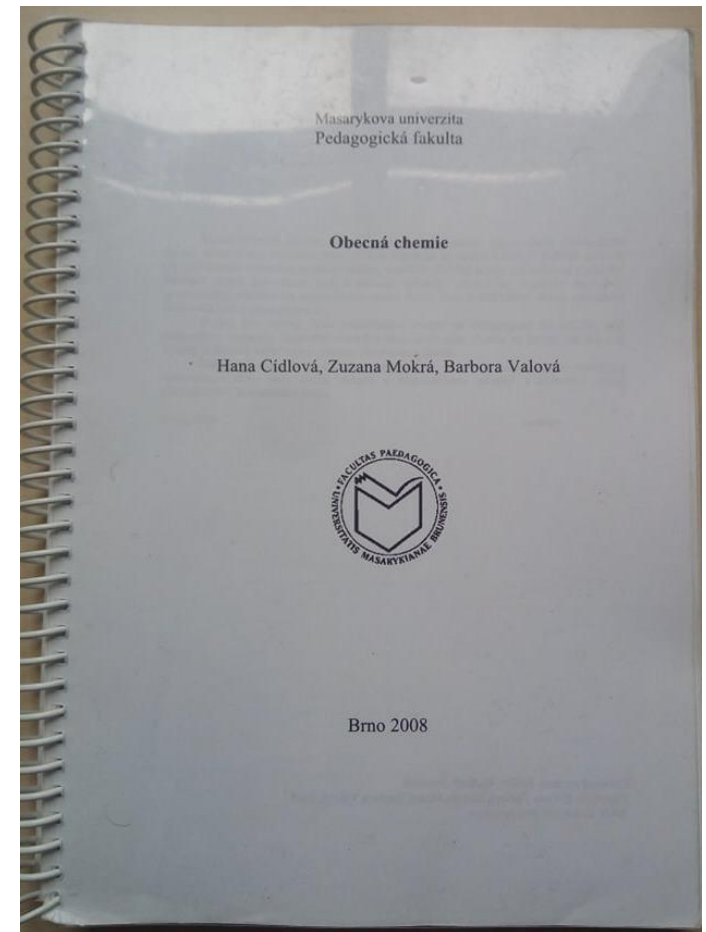 Masarykova univerzita
Pedagogická fakulta
Obecná chemie
Hana Cídlová, Zuzana Mokrá, Barbora Valová
• FACULTAS PAEDAGOGICA •
UNIVERSITATIS MASARYKIANAE BRUNENSIS
Brno 2008